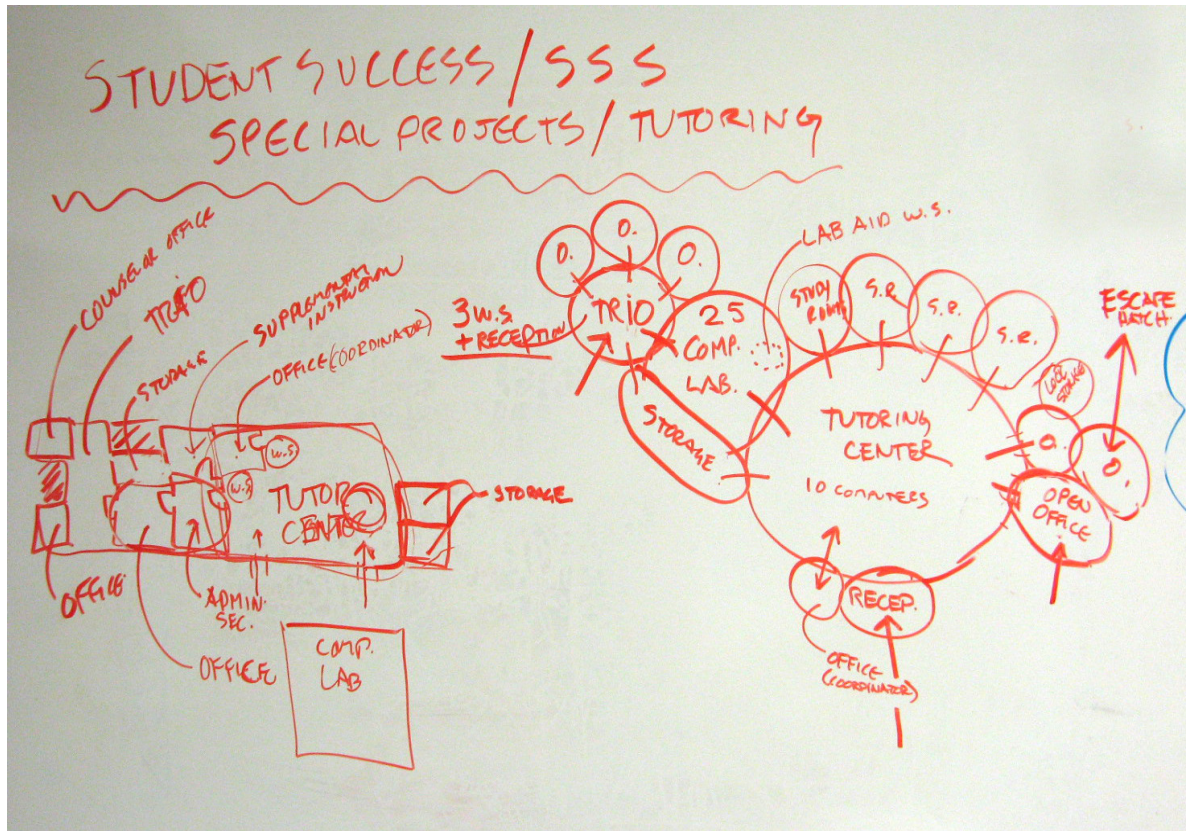 STUDENT SUCCESS / SSS
SPECIAL PROJECTS / TUTORING
COUNSELOR OFFICE
TRIO
STORAGE
SUPPLEMENTAL
INSTRUCTION
OFFICE (COORDINATOR)
W.S
W.S
TUTOR
CENTER
STORAGE
OFFICE
ADMIN.
SEC.
OFFICE
COMP.
LAB
3 W.S
+ RECEPTION
O.
O.
O.
TRIO
25
COMP.
LAB.
STORAGE
LAB AID W.S.
STUDY
ROOMS
S.R.
S.R.
S.R.
TUTORING
CENTER
10 COMPUTERS
STORAGE
O.
O.
ESCAPE
HATCH
OPEN
OFFICE
RECEP.
OFFICE
(COORDINATOR)